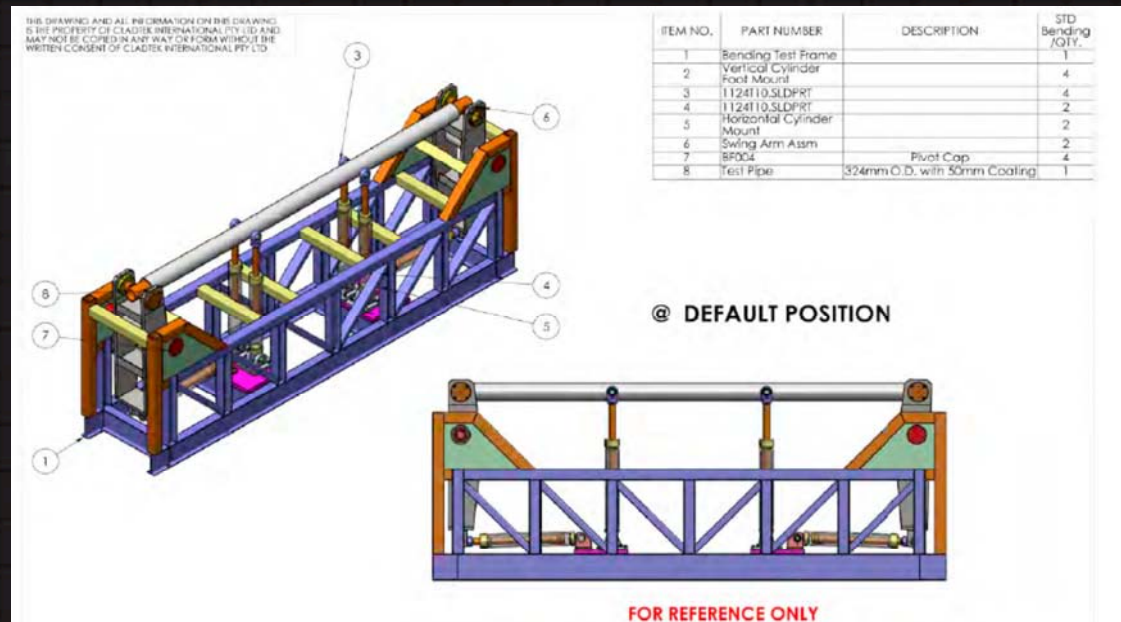 THIS DRAWING AND ALL INFORMATION ON THIS DRAWING
IS THE PROPERTY OF CLADTEK INTERNATIONAL PTY LTD AND
MAY NOT BE COPIED IN ANY WAY OR FORM WITHOUT THE
WRITTEN CONSENT OF CLADTEK INTERNATIONAL PTY LTD
ITEM NO. PART NUMBER DESCRIPTION STD Bending /QTY.
1 Bending Test Frame 1
2 Vertical Cylinder Foot Mount 4
3 1124T10.SLDPRT 4
4 1124T10.SLDPRT 2
5 Horizontal Cylinder Mount 2
6 Swing Arm Assm 2
7 BF004 Pivot Cap 4
8 Test Pipe 324mm O.D. with 50mm Coating 1
3
6
8
4
7
5
1
@ DEFAULT POSITION
FOR REFERENCE ONLY